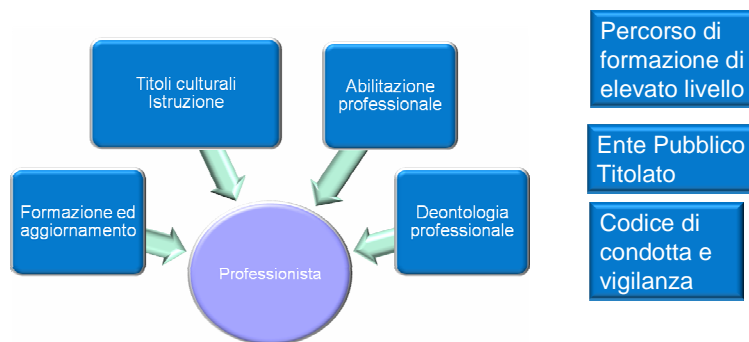 Titoli culturali
Istruzione
Abilitazione
professionale
Formazione ed
aggiornamento
Deontologia
professionale
Professionista
Percorso di
formazione di
elevato livello
Ente Pubblico
Titolato
Codice di
condotta e
vigilanza